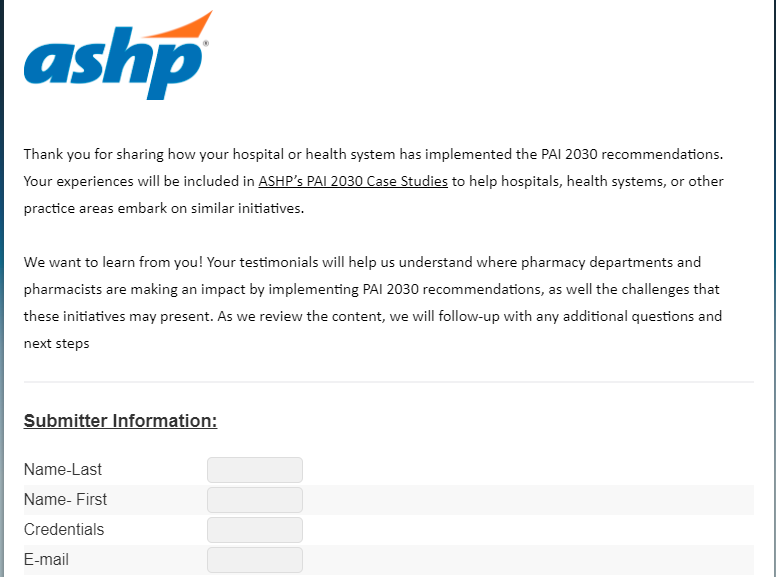 ashp®
Thank you for sharing how your hospital or health system has implemented the PAI 2030 recommendations.
Your experiences will be included in ASHP’s PAI 2030 Case Studies to help hospitals, health systems, or other
practice areas embark on similar initiatives.
We want to learn from you! Your testimonials will help us understand where pharmacy departments and
pharmacists are making an impact by implementing PAI 2030 recommendations, as well the challenges that
these initiatives may present. As we review the content, we will follow-up with any additional questions and
next steps
Submitter Information:
Name-Last
Name- First
Credentials
E-mail